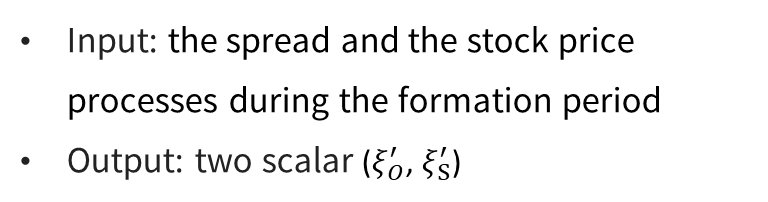 • Input: the spread and the stock price
processes during the formation period
• Output: two scalar (ξ′ₒ, ξ′ₛ)